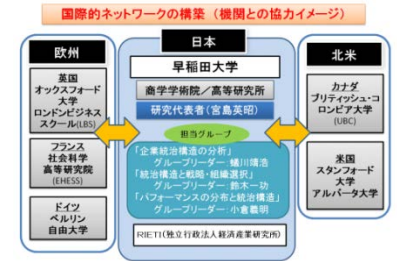 国際的ネットワークの構築（機関との協力イメージ）
欧州
英国
オックスフォード
大学
ロンドンビジネス
スクール(LBS)
フランス
社会科学
高等研究院
(EHESS)
ドイツ
ベルリン
自由大学
日本
早稲田大学
商学学術院／高等研究所
研究代表者（宮島英昭）
担当グループ
「企業統治構造の分析」
グループリーダー：蟻川靖浩
「統治構造と戦略・組織選択」
グループリーダー：鈴木一功
「パフォーマンスの分布と統治構造」
グループリーダー：小倉義明
RIETI（独立行政法人経済産業研究所）
北米
カナダ
ブリティッシュ・コ
ロンビア大学
(UBC)
米国
スタンフォード
大学
アルバータ大学